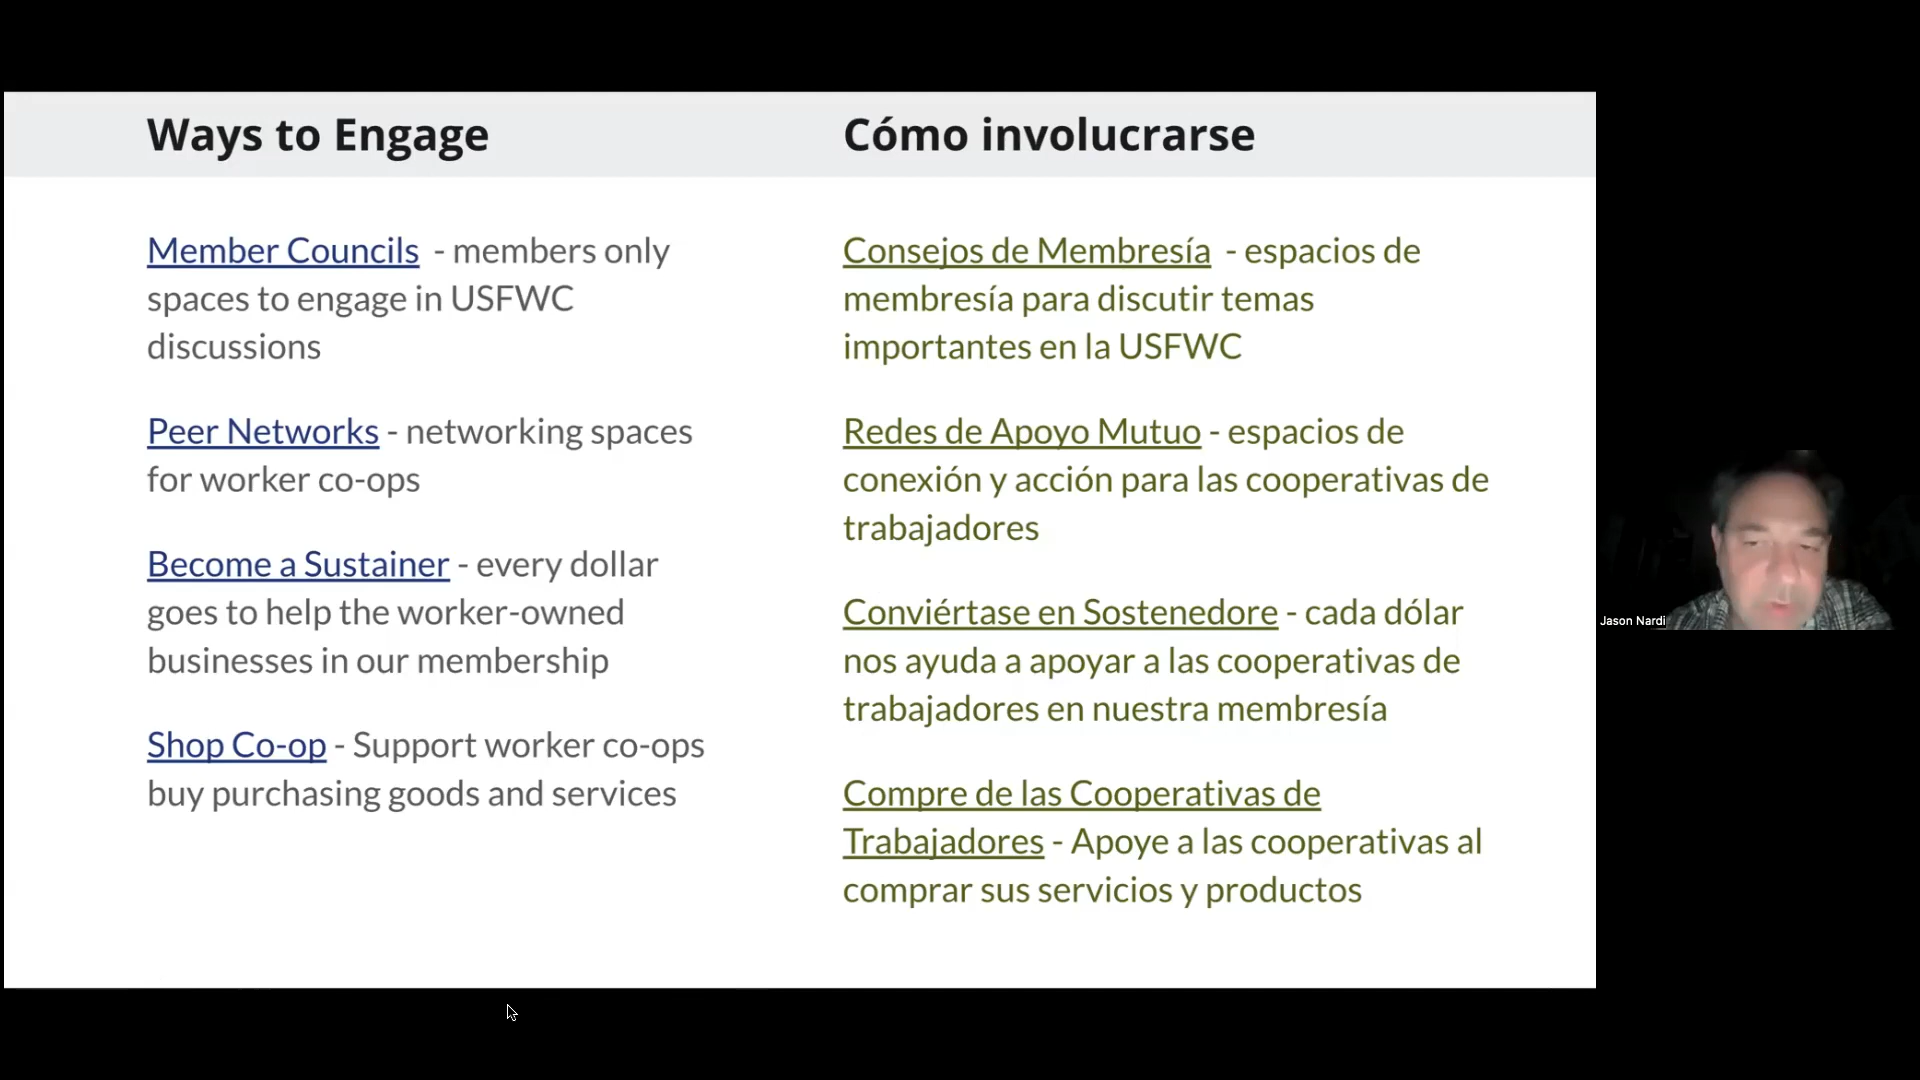 Ways to Engage
Member Councils - members only
spaces to engage in USFWC
discussions
Peer Networks - networking spaces
for worker co-ops
Become a Sustainer - every dollar
goes to help the worker-owned
businesses in our membership
Shop Co-op - Support worker co-ops
buy purchasing goods and services
Cómo involucrarse
Consejos de Membresía - espacios de
membresía para discutir temas
importantes en la USFWC
Redes de Apoyo Mutuo - espacios de
conexión y acción para las cooperativas de
trabajadores
Conviértase en Sostenedore - cada dólar
nos ayuda a apoyar a las cooperativas de
trabajadores en nuestra membresía
Compre de las Cooperativas de
Trabajadores - Apoye a las cooperativas al
comprar sus servicios y productos
Jason Nardi